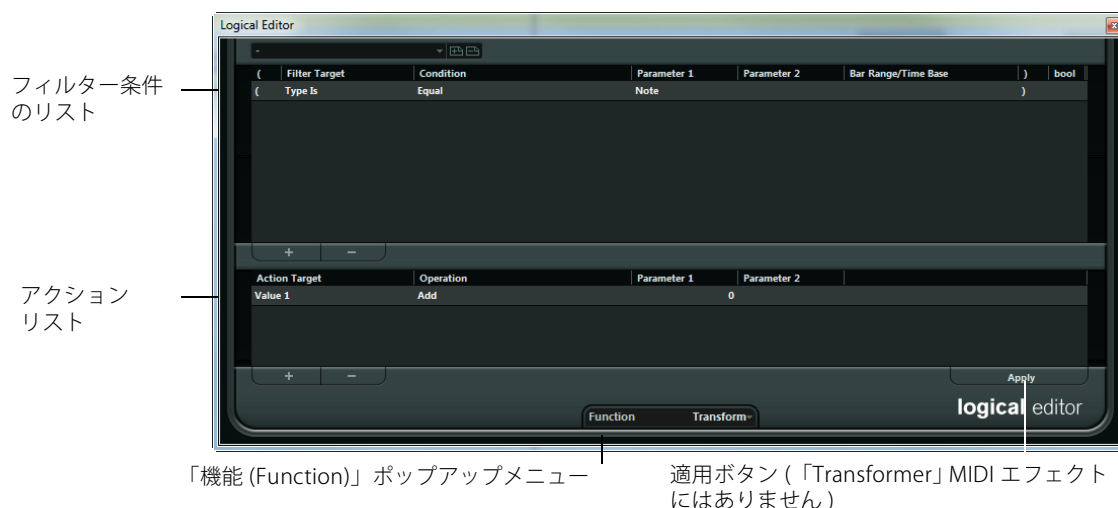 Logical Editor
-
( Filter Target Condition Parameter 1 Parameter 2 Bar Range/Time Base ) bool
( Type Is Equal Note )
フィルター条件
のリスト
+ −
Action Target Operation Parameter 1 Parameter 2
Value 1 Add 0
アクション
リスト
+ −
Apply
logical editor
Function Transform
「機能 (Function)」ポップアップメニュー
適用ボタン (「Transformer」MIDI エフェクト
にはありません )